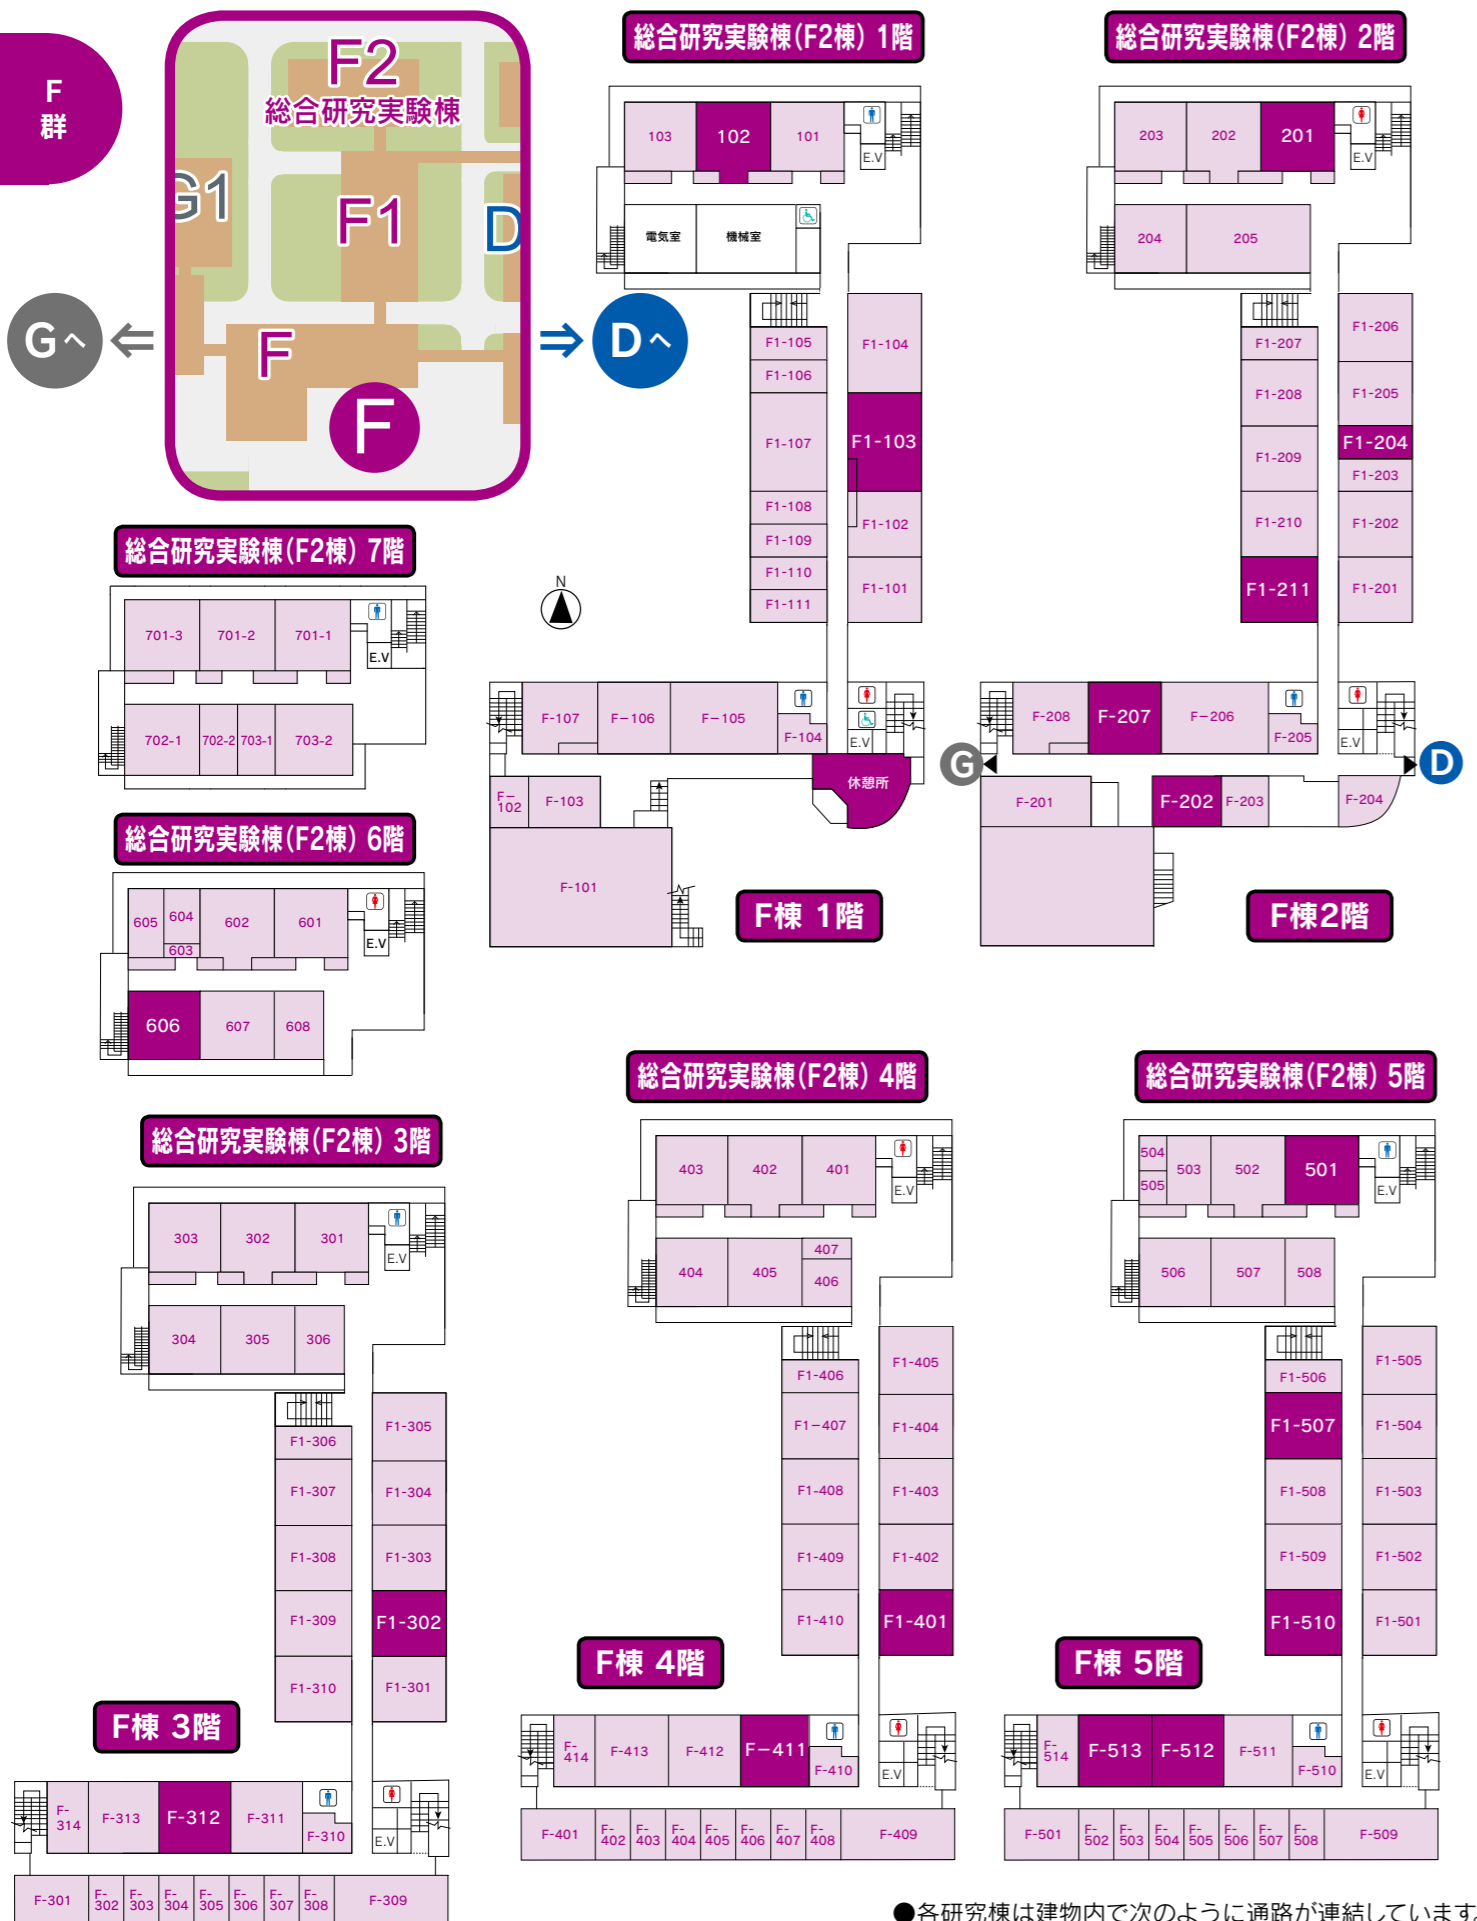 F
群
F2
総合研究実験棟
G1
F1
D
F
F
Gへ
⇐
⇒
Dへ
総合研究実験棟(F2棟) 1階
103
102
101
E.V
電気室
機械室
F1-105
F1-104
F1-106
F1-107
F1-103
F1-108
F1-102
F1-109
F1-110
F1-101
F1-111
N
F-107
F-106
F-105
F-104
E.V
休憩所
F-
102
F-103
F-101
F棟 1階
総合研究実験棟(F2棟) 2階
203
202
201
E.V
204
205
F1-206
F1-207
F1-208
F1-205
F1-204
F1-209
F1-203
F1-210
F1-202
F1-211
F1-201
F-208
F-207
F-206
F-205
E.V
G
D
F-201
F-202
F-203
F-204
F棟2階
総合研究実験棟(F2棟) 7階
701-3
701-2
701-1
E.V
702-1
702-2
703-1
703-2
総合研究実験棟(F2棟) 6階
605
604
603
602
601
E.V
606
607
608
総合研究実験棟(F2棟) 3階
303
302
301
E.V
304
305
306
F1-305
F1-306
F1-307
F1-304
F1-308
F1-303
F1-309
F1-302
F1-310
F1-301
F棟 3階
F-
314
F-313
F-312
F-311
F-310
E.V
F-301
F-
302
F-
303
F-
304
F-
305
F-
306
F-
307
F-
308
F-309
総合研究実験棟(F2棟) 4階
403
402
401
E.V
404
405
407
406
F1-405
F1-406
F1-407
F1-404
F1-408
F1-403
F1-409
F1-402
F1-410
F1-401
F棟 4階
F-
414
F-413
F-412
F-411
F-410
E.V
F-401
F-
402
F-
403
F-
404
F-
405
F-
406
F-
407
F-
408
F-409
総合研究実験棟(F2棟) 5階
504
505
503
502
501
E.V
506
507
508
F1-505
F1-506
F1-507
F1-504
F1-508
F1-503
F1-509
F1-502
F1-510
F1-501
F棟 5階
F-
514
F-513
F-512
F-511
F-510
E.V
F-501
F-
502
F-
503
F-
504
F-
505
F-
506
F-
507
F-
508
F-509
●各研究棟は建物内で次のように通路が連結しています。